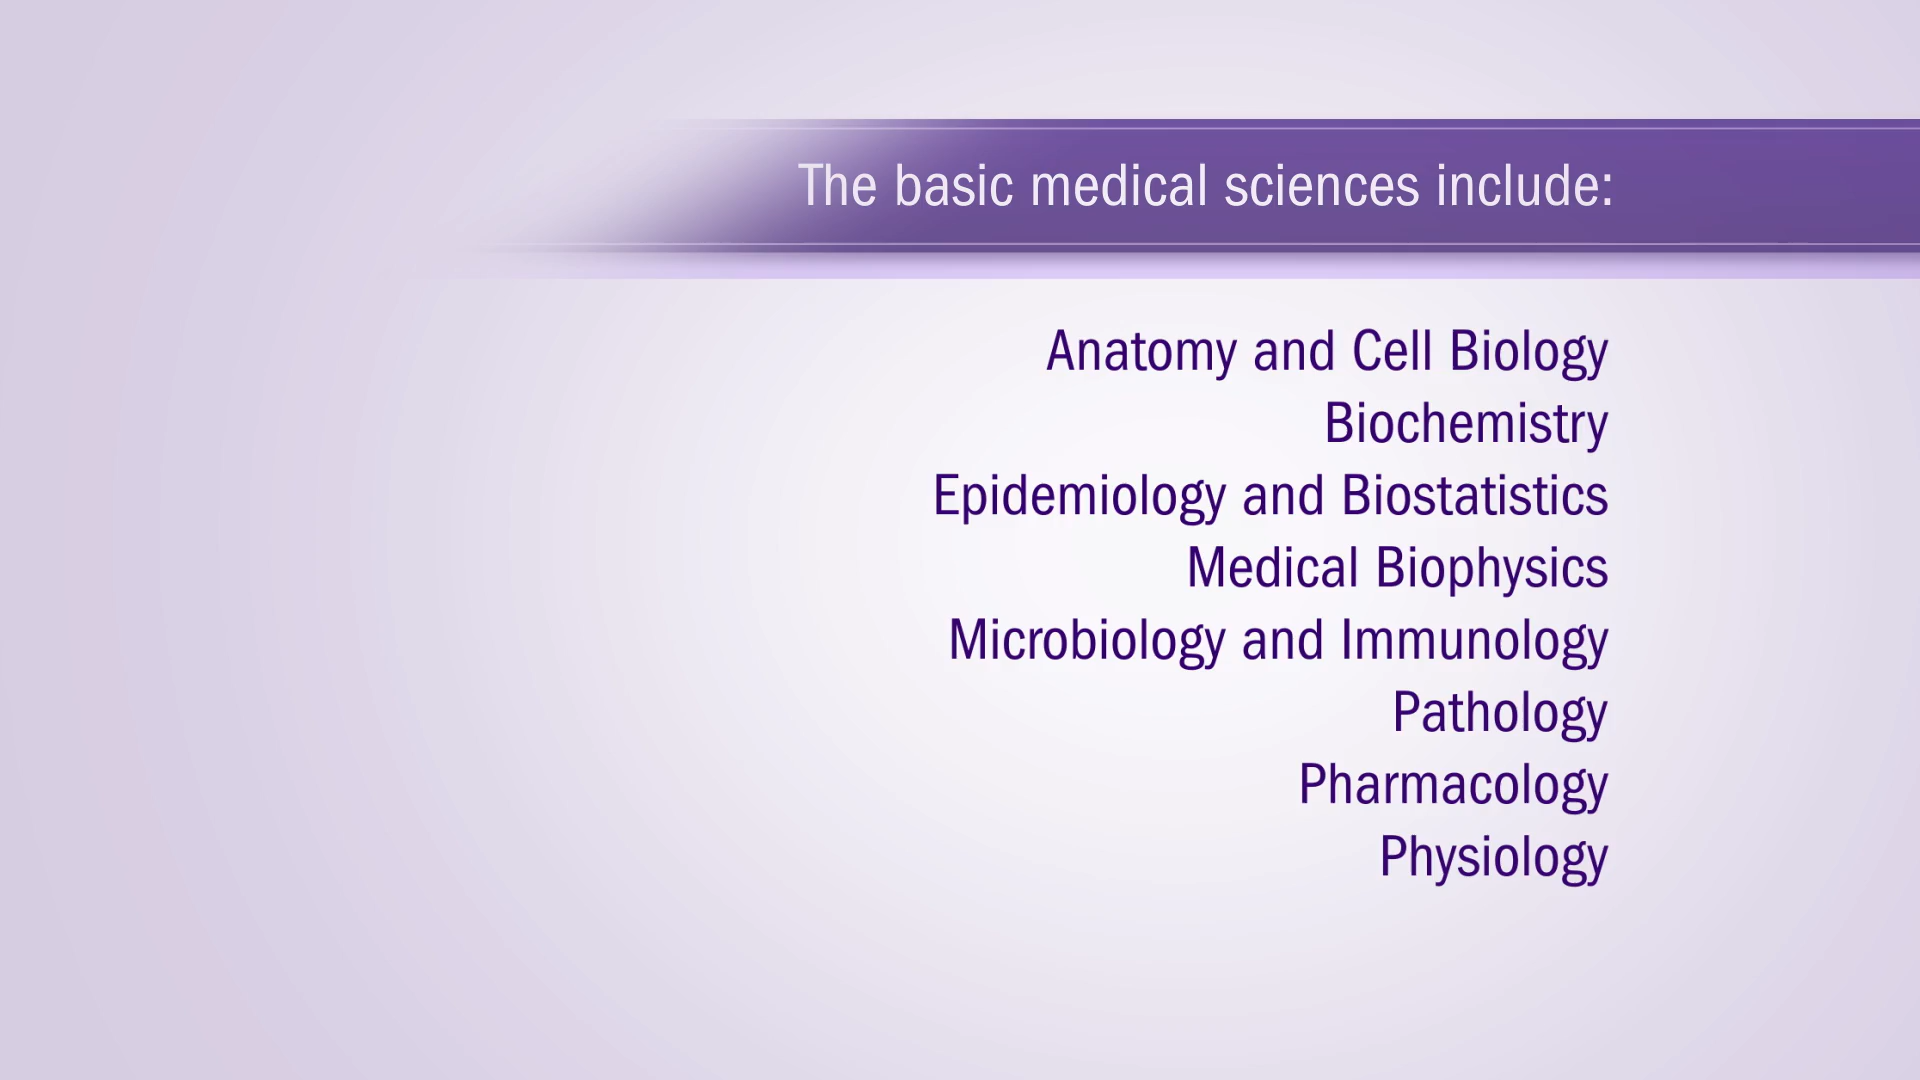 The basic medical sciences include:
Anatomy and Cell Biology
Biochemistry
Epidemiology and Biostatistics
Medical Biophysics
Microbiology and Immunology
Pathology
Pharmacology
Physiology